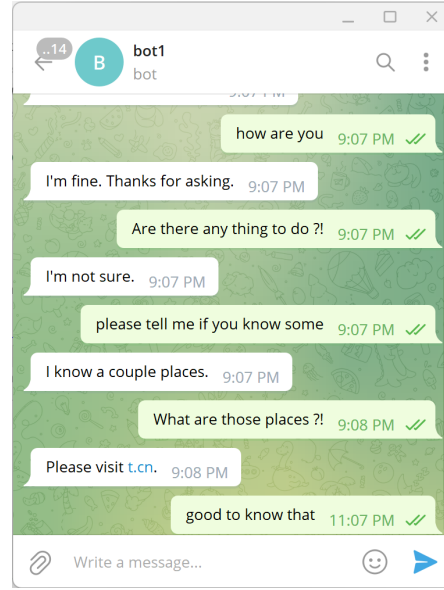 ..14
B
bot1
bot
how are you 9:07 PM
I'm fine. Thanks for asking. 9:07 PM
Are there any thing to do ?! 9:07 PM
I'm not sure. 9:07 PM
please tell me if you know some 9:07 PM
I know a couple places. 9:07 PM
What are those places ?! 9:08 PM
Please visit t.cn. 9:08 PM
good to know that 11:07 PM
Write a message...